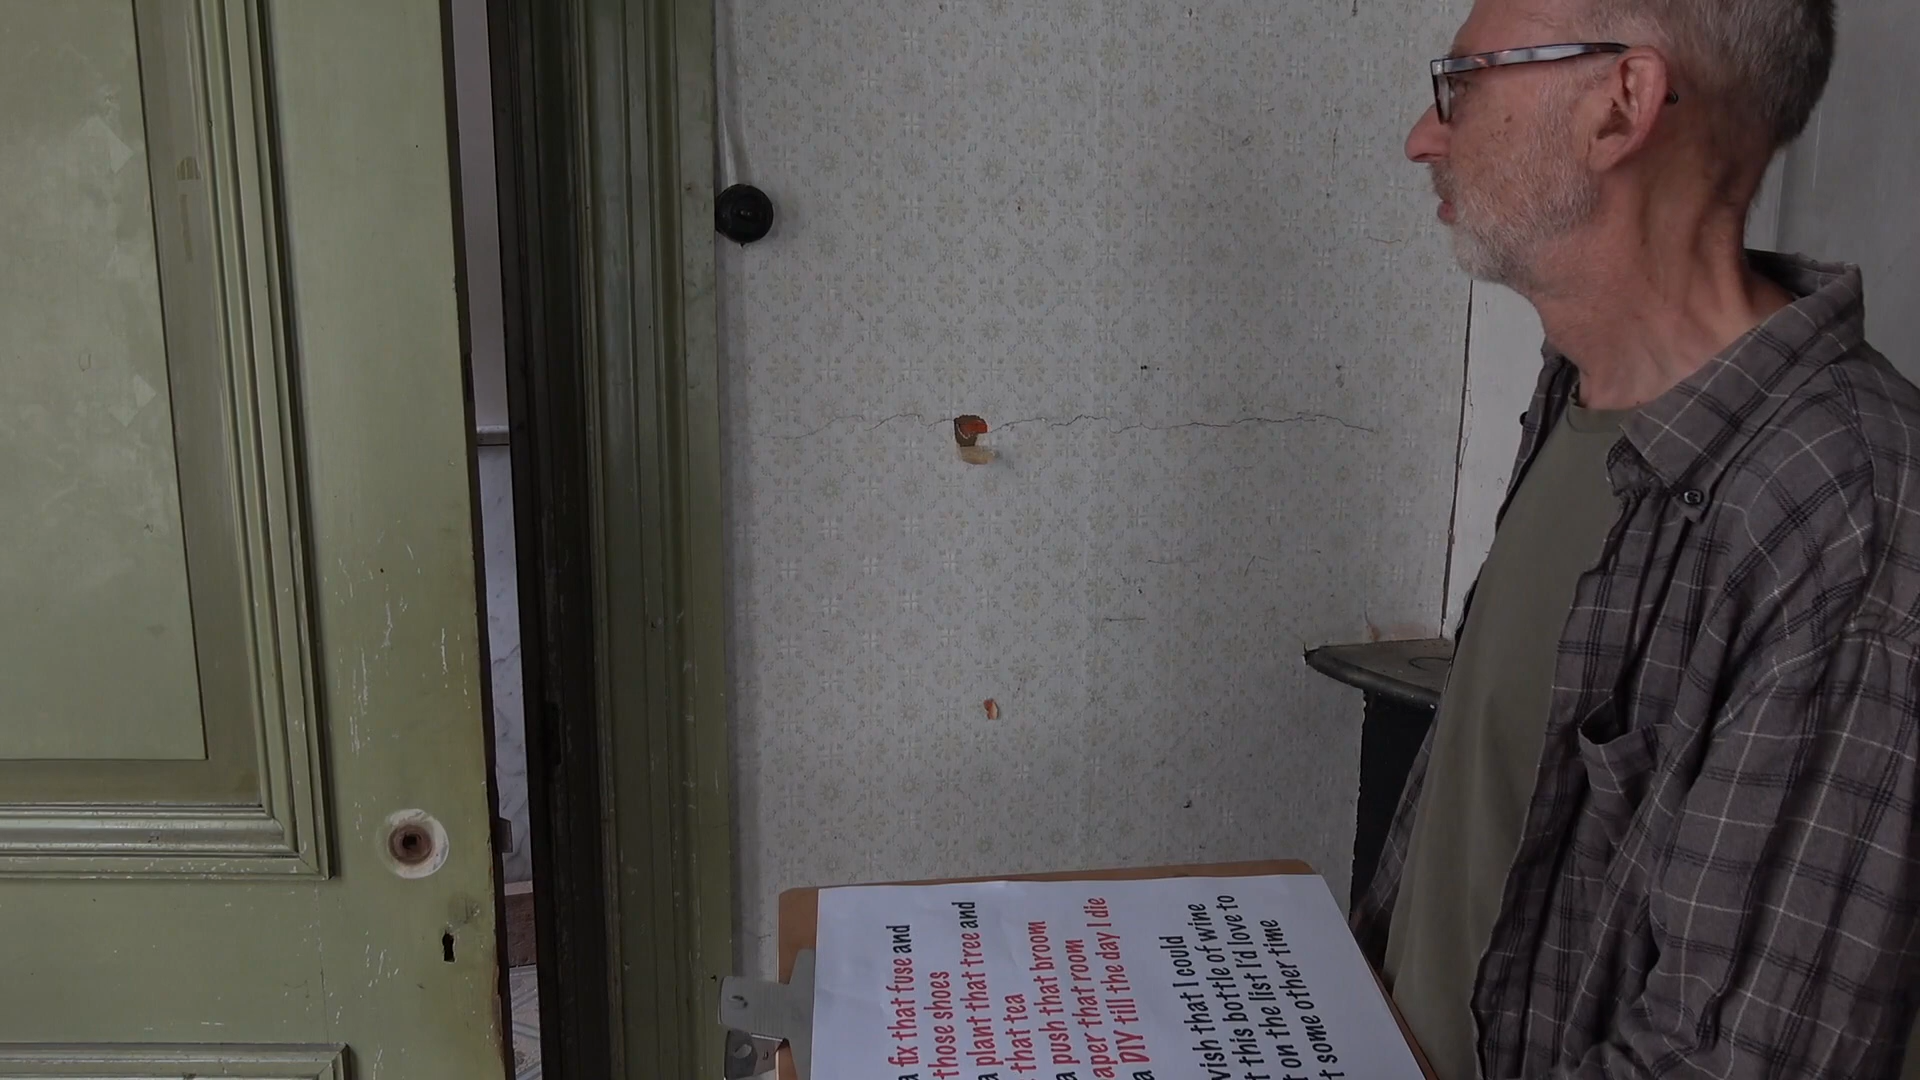 a fix that fuse and
those shoes
a plant that tree and
that tea
a push that broom
aper that room
a DIY till the day I die
vish that I could
t this bottle of wine
t on the list I'd love to
t some other time